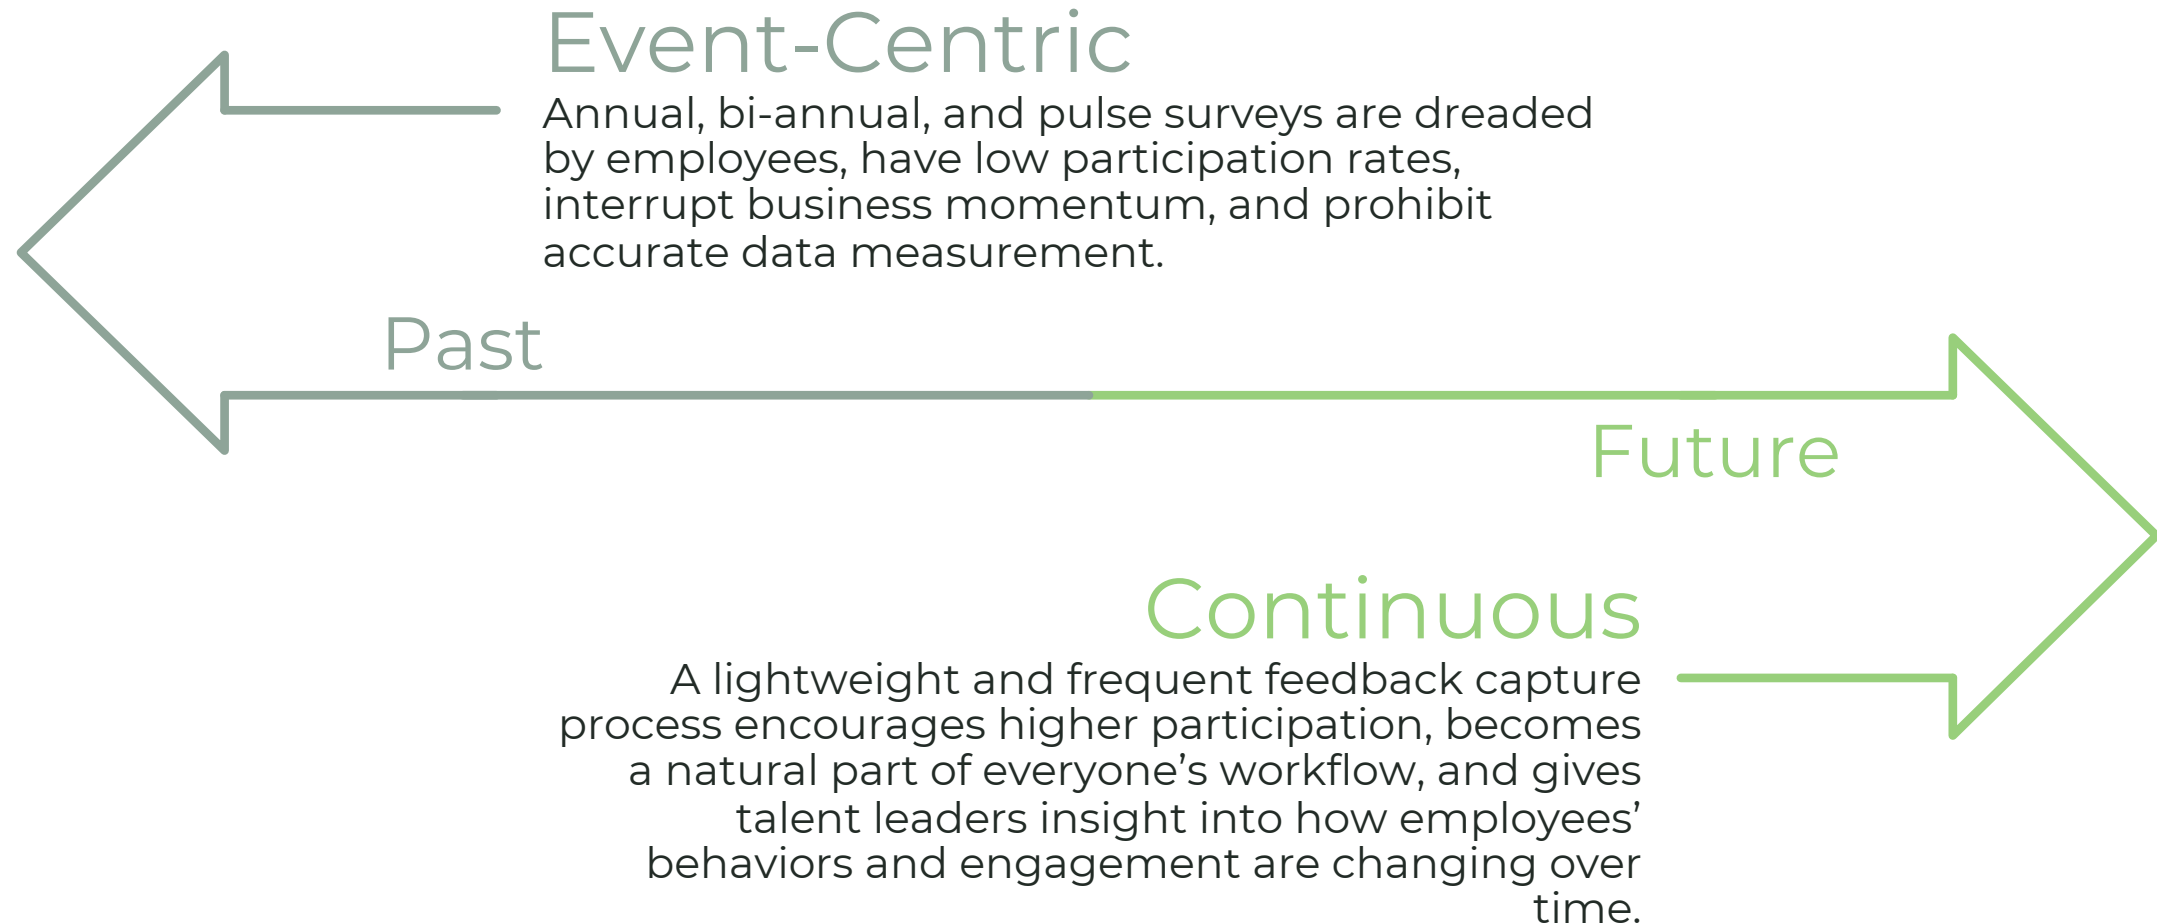 Event-Centric
Annual, bi-annual, and pulse surveys are dreaded
by employees, have low participation rates,
interrupt business momentum, and prohibit
accurate data measurement.
Past
Future
Continuous
A lightweight and frequent feedback capture
process encourages higher participation, becomes
a natural part of everyone’s workflow, and gives
talent leaders insight into how employees’
behaviors and engagement are changing over
time.